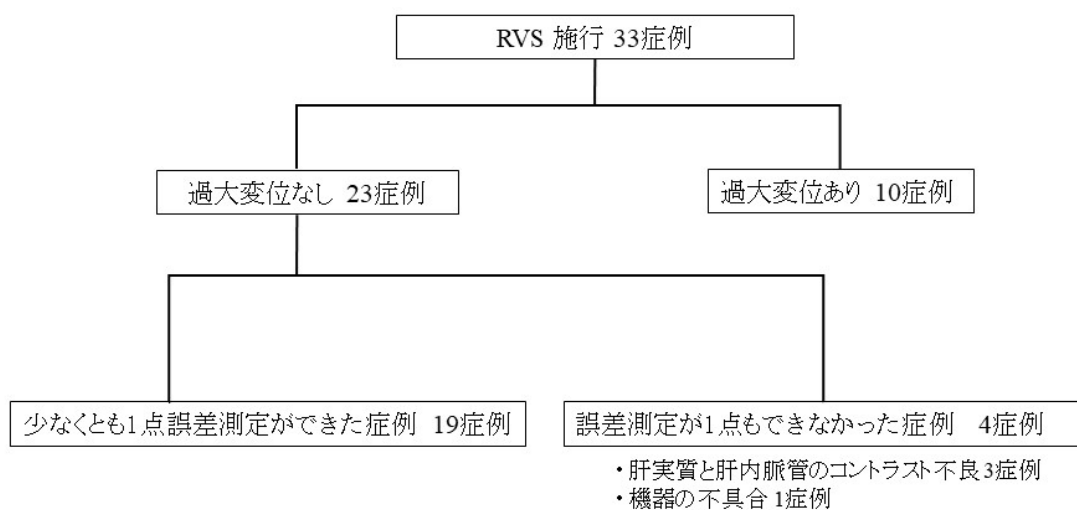 RVS 施行 33症例
過大変位なし 23症例
過大変位あり 10症例
少なくとも1点誤差測定ができた症例 19症例
誤差測定が1点もできなかった症例 4症例
・肝実質と肝内脈管のコントラスト不良3症例
・機器の不具合 1症例